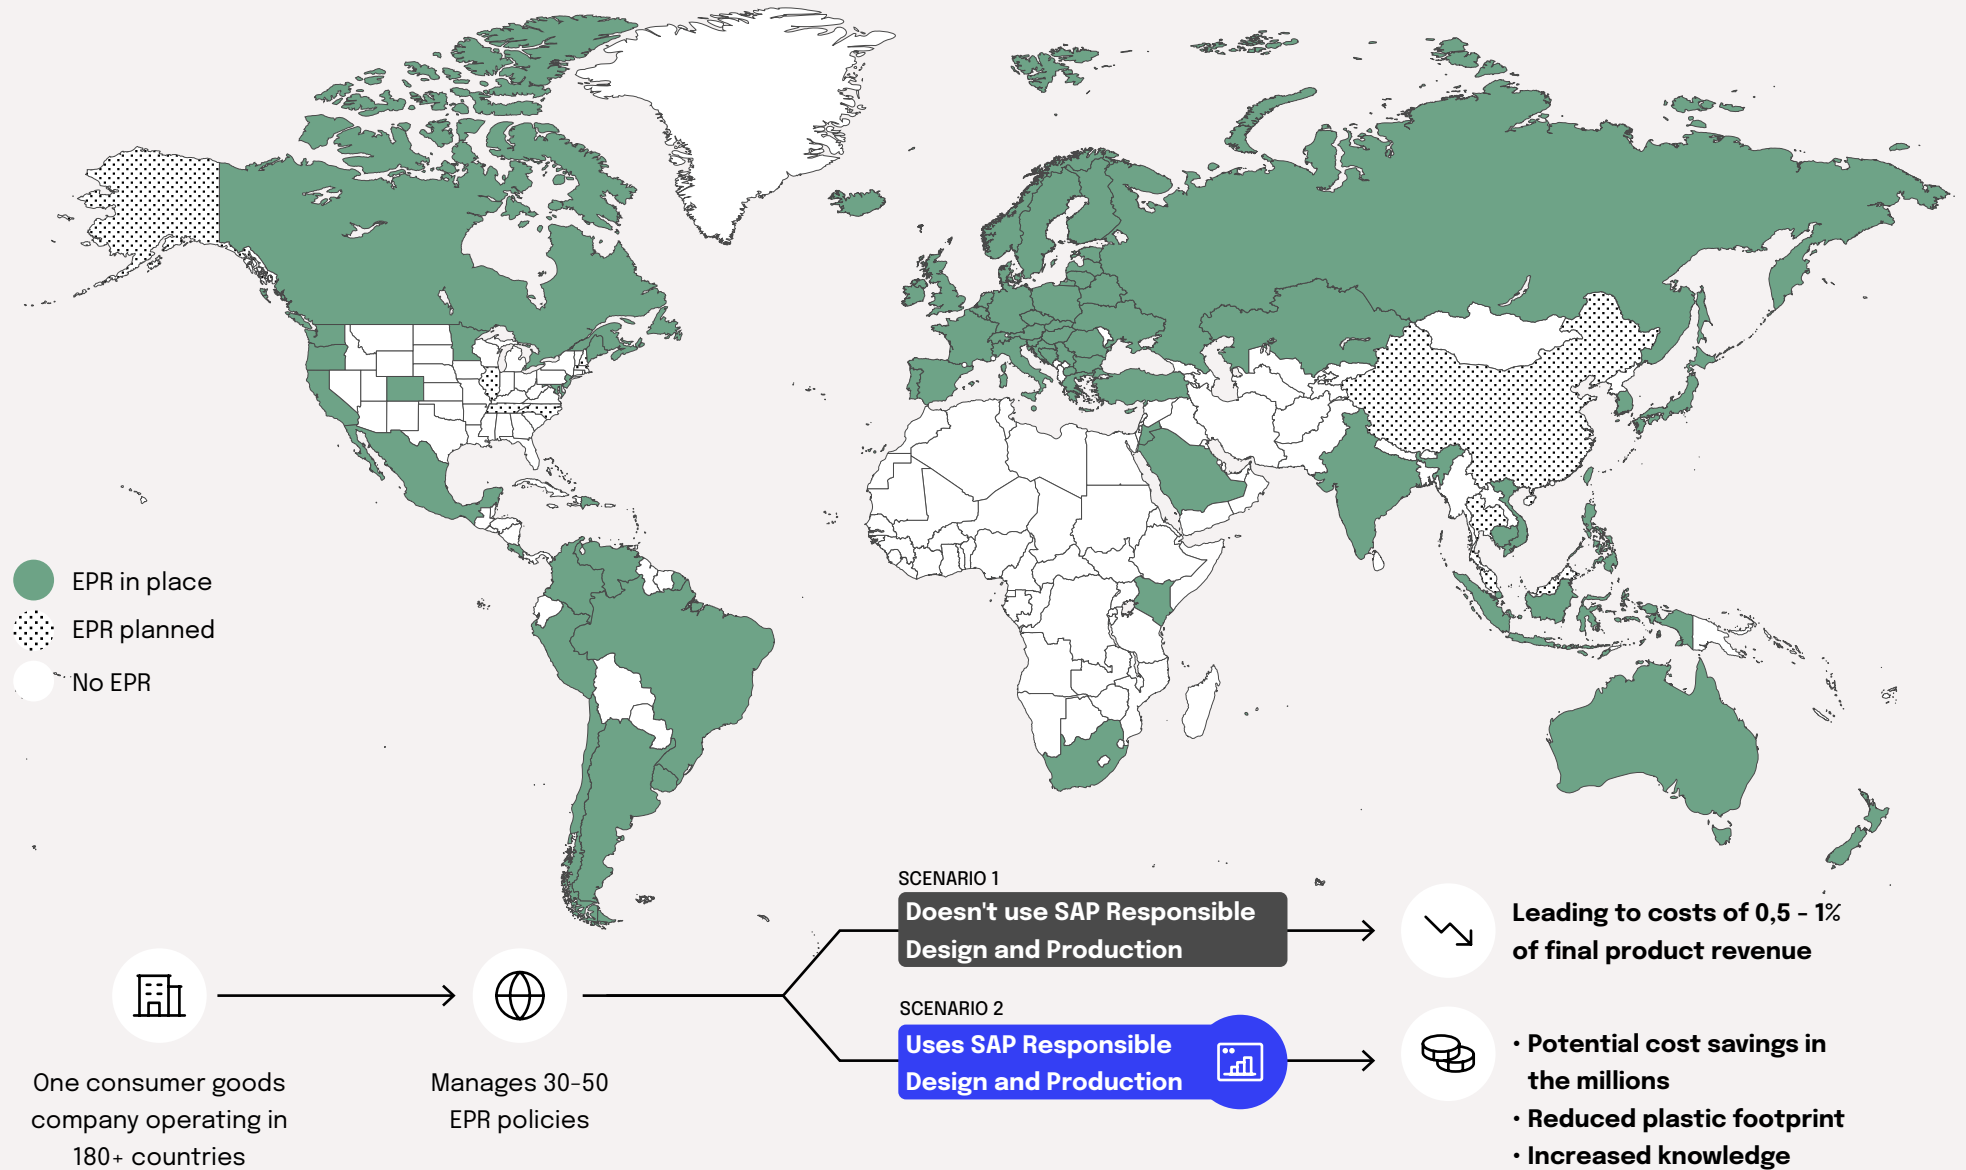 EPR in place
EPR planned
No EPR
One consumer goods
company operating in
180+ countries
Manages 30-50
EPR policies
SCENARIO 1
Doesn't use SAP Responsible
Design and Production
Leading to costs of 0,5 - 1%
of final product revenue
SCENARIO 2
Uses SAP Responsible
Design and Production
· Potential cost savings in
the millions
· Reduced plastic footprint
· Increased knowledge